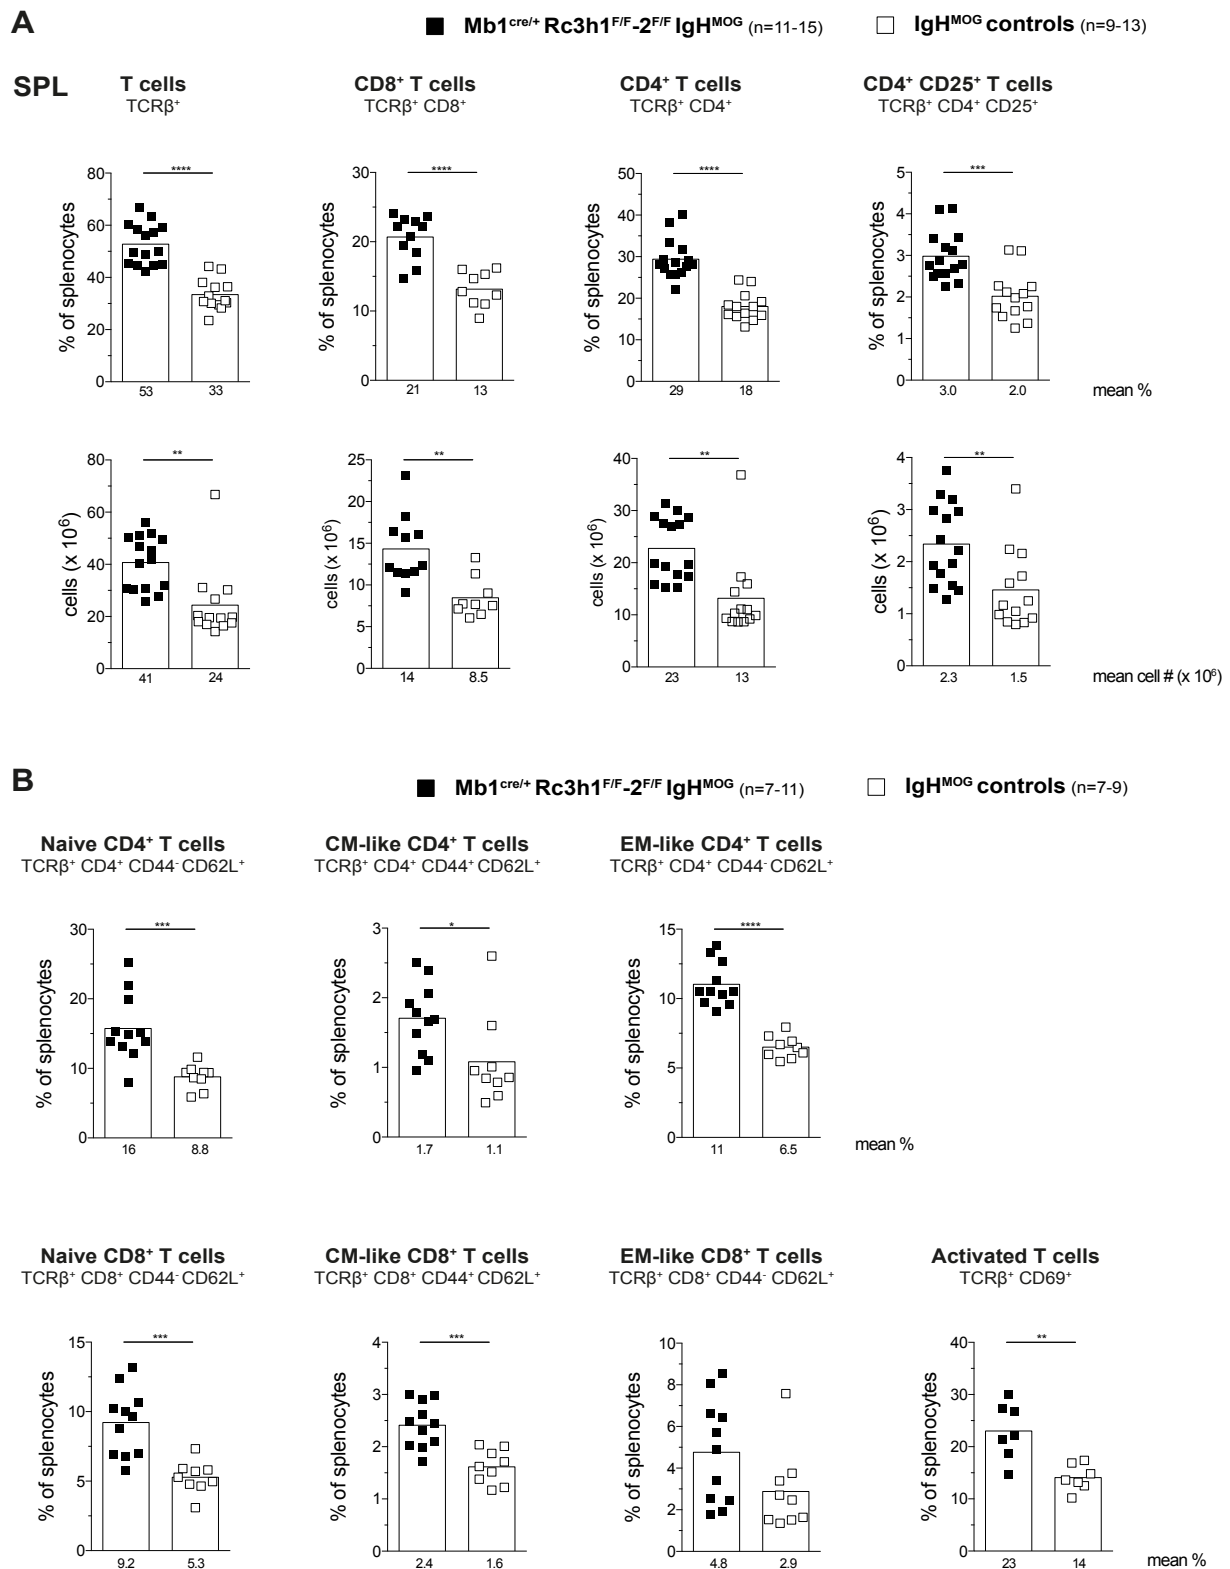 A
Mb1cre/+ Rc3h1F/F-2F/F IgHMOG (n=11-15)
IgHMOG controls (n=9-13)
SPL
T cells
TCRβ+
CD8+ T cells
TCRβ+ CD8+
CD4+ T cells
TCRβ+ CD4+
CD4+ CD25+ T cells
TCRβ+ CD4+ CD25+
% of splenocytes
80
60
40
20
0
****
53
33
% of splenocytes
30
20
10
0
****
21
13
% of splenocytes
50
40
30
20
10
0
****
29
18
% of splenocytes
5
4
3
2
1
0
***
3.0
2.0
mean %
cells (x 10⁶)
80
60
40
20
0
**
41
24
cells (x 10⁶)
25
20
15
10
5
0
**
14
8.5
cells (x 10⁶)
40
30
20
10
0
**
23
13
cells (x 10⁶)
4
3
2
1
0
**
2.3
1.5
mean cell # (x 10⁶)
B
Mb1cre/+ Rc3h1F/F-2F/F IgHMOG (n=7-11)
IgHMOG controls (n=7-9)
Naive CD4+ T cells
TCRβ+ CD4+ CD44- CD62L+
CM-like CD4+ T cells
TCRβ+ CD4+ CD44+ CD62L+
EM-like CD4+ T cells
TCRβ+ CD4+ CD44- CD62L+
% of splenocytes
30
20
10
0
***
16
8.8
% of splenocytes
3
2
1
0
*
1.7
1.1
% of splenocytes
15
10
5
0
****
11
6.5
mean %
Naive CD8+ T cells
TCRβ+ CD8+ CD44- CD62L+
CM-like CD8+ T cells
TCRβ+ CD8+ CD44+ CD62L+
EM-like CD8+ T cells
TCRβ+ CD8+ CD44- CD62L+
Activated T cells
TCRβ+ CD69+
% of splenocytes
15
10
5
0
***
9.2
5.3
% of splenocytes
4
3
2
1
0
***
2.4
1.6
% of splenocytes
10
8
6
4
2
0
4.8
2.9
% of splenocytes
40
30
20
10
0
**
23
14
mean %